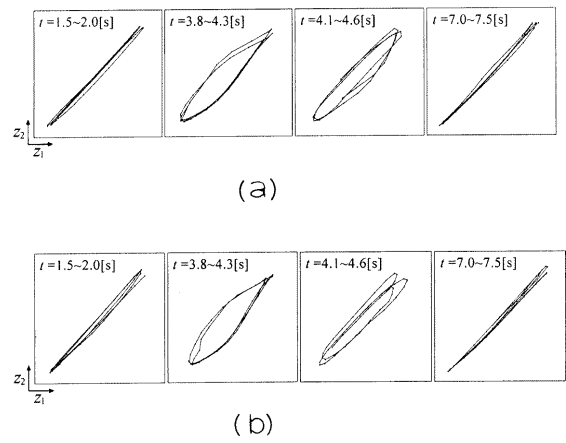 t = 1.5~2.0[s] t = 3.8~4.3[s] t = 4.1~4.6[s] t = 7.0~7.5[s]
z2
z1
(a)
t =1.5~2.0[s] t =3.8~4.3[s] t =4.1~4.6[s] t =7.0~7.5[s]
z2
z1
(b)